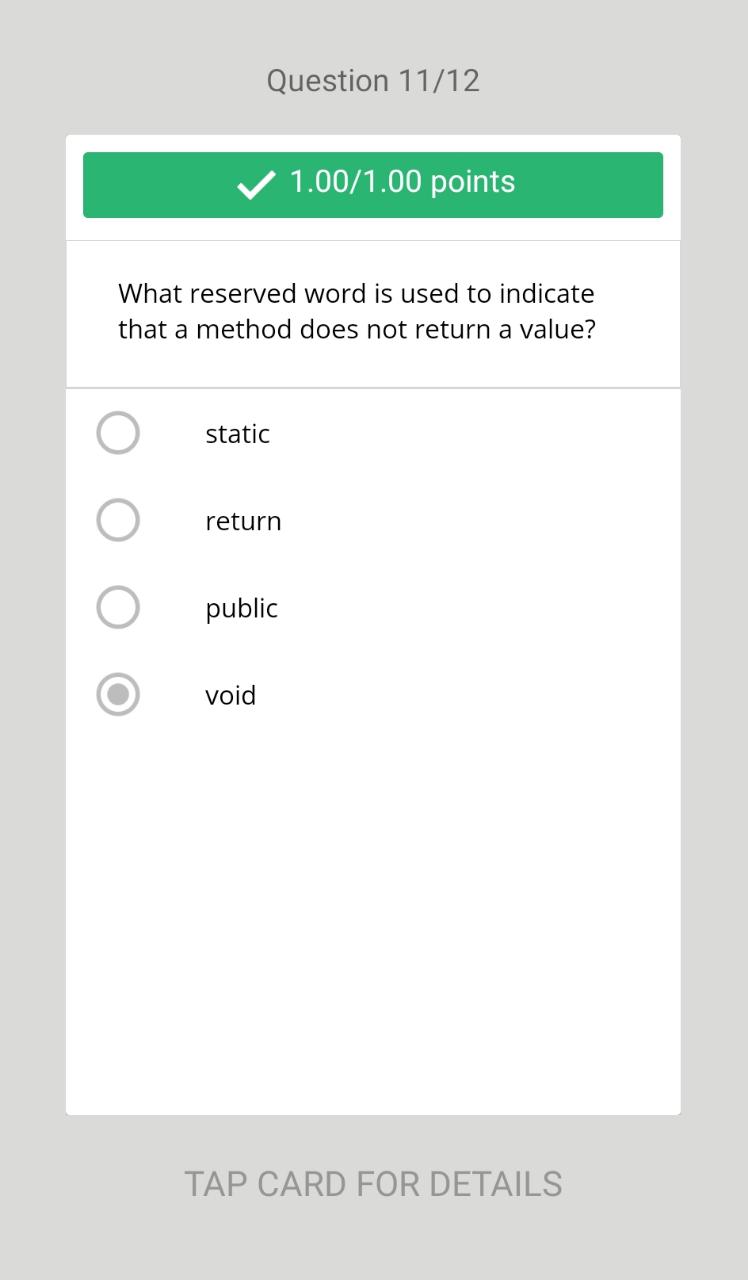 Question 11/12
1.00/1.00 points
What reserved word is used to indicate
that a method does not return a value?
static
return
public
void
TAP CARD FOR DETAILS